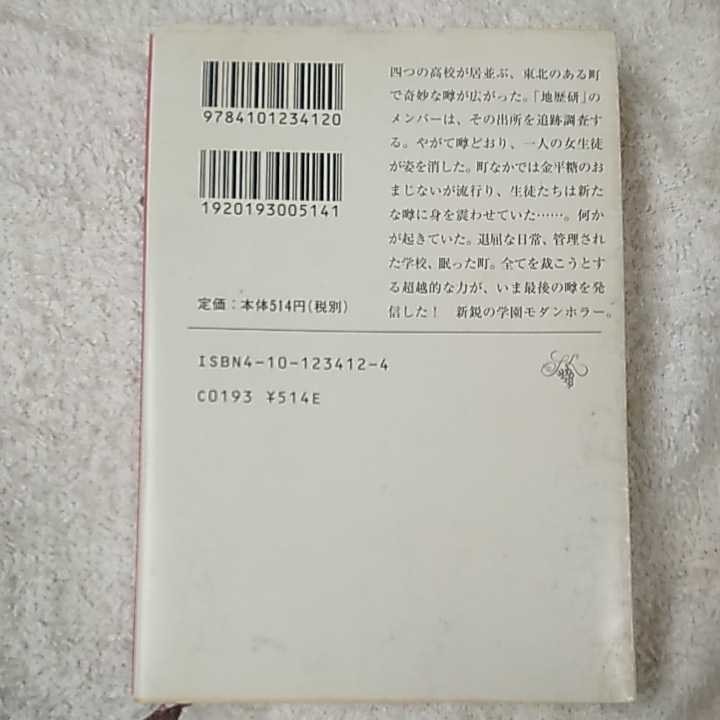 9784101234120
1920193005141
定価：本体514円(税別)
ISBN4-10-123412-4
C0193 ¥514E
四つの高校が居並ぶ、東北のある町
で奇妙な噂が広がった。「地歴研」の
メンバーは、その出所を追跡調査す
る。やがて噂どおり、一人の女生徒
が姿を消した。町なかでは金平糖のお
まじないが流行り、生徒たちは新た
な噂に身を震わせていた……。何か
が起きていた。退屈な日常、管理され
た学校、眠った町。全てを裁こうとす
る超越的な力が、いま最後の噂を発
信した！　新鋭の学園モダンホラー。